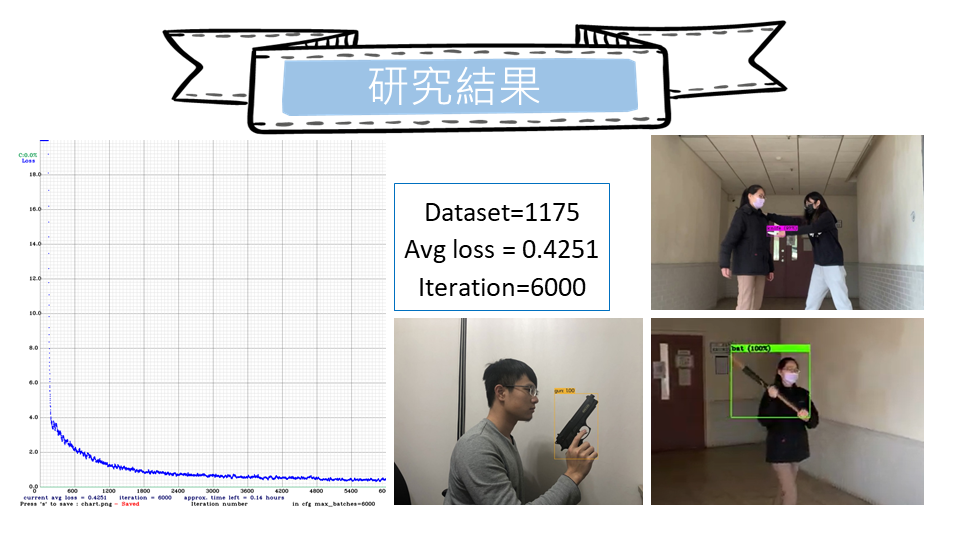 研究結果
C:0.0%
Loss
18.0
16.0
14.0
12.0
10.0
8.0
6.0
4.0
2.0
0.0
0 600 1200 1800 2400 3000 3600 4200 4800 5400 60
current avg loss = 0.4251 iteration = 6000 approx. time left = 0.14 hours
Press 's' to save : chart.png - Saved Iteration number in cfg max_batches=6000
Dataset=1175
Avg loss = 0.4251
Iteration=6000
gun: 100
bat (100%)